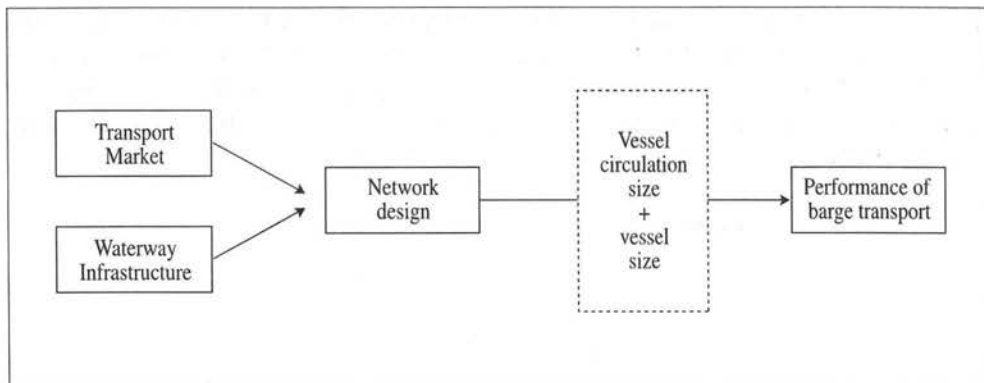 Transport
Market
Waterway
Infrastructure
Network
design
Vessel
circulation
size
+
vessel
size
Performance of
barge transport